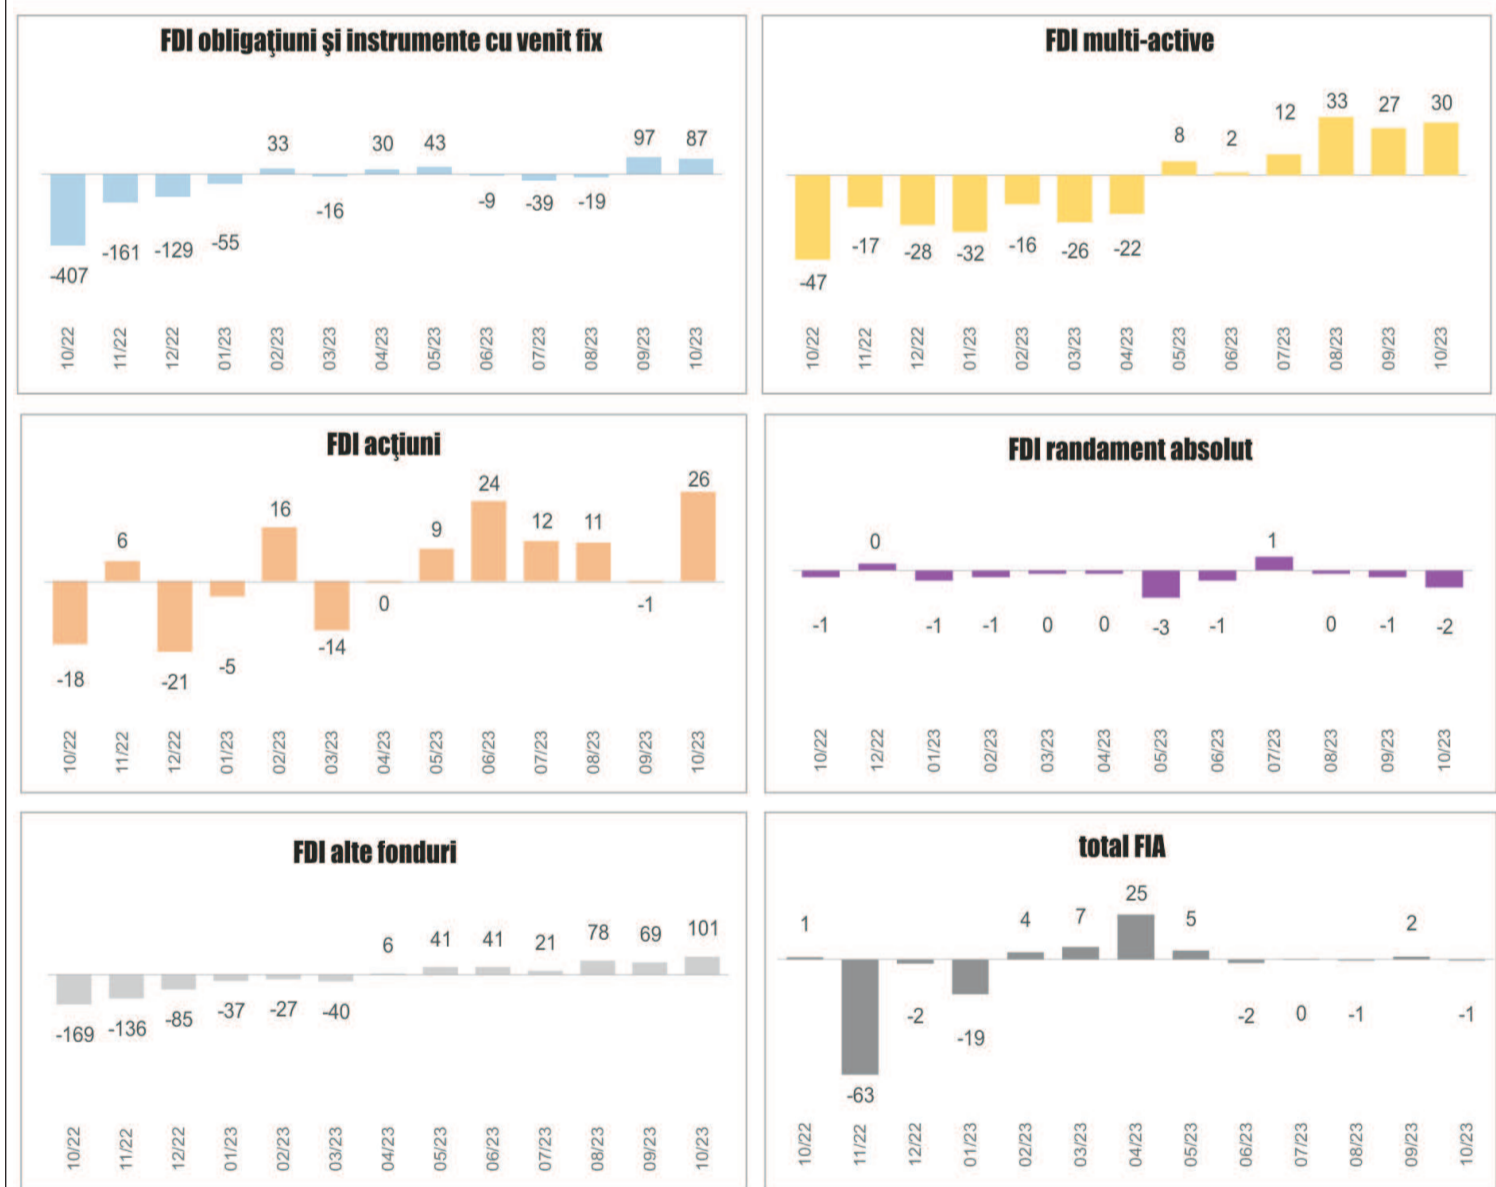 FDI obligaţiuni şi instrumente cu venit fix
33 30 43 97 87
-407 -161 -129 -55 -16 -9 -39 -19
10/22 11/22 12/22 01/23 02/23 03/23 04/23 05/23 06/23 07/23 08/23 09/23 10/23
FDI multi-active
8 2 12 33 27 30
-47 -17 -28 -32 -16 -26 -22
10/22 11/22 12/22 01/23 02/23 03/23 04/23 05/23 06/23 07/23 08/23 09/23 10/23
FDI acţiuni
6 16 9 24 12 11 26
-18 -21 -5 -14 0 -1
10/22 11/22 12/22 01/23 02/23 03/23 04/23 05/23 06/23 07/23 08/23 09/23 10/23
FDI randament absolut
0 1
-1 -1 -1 0 0 -3 -1 0 -1 -2
10/22 12/22 01/23 02/23 03/23 04/23 05/23 06/23 07/23 08/23 09/23 10/23
FDI alte fonduri
6 41 41 21 78 69 101
-169 -136 -85 -37 -27 -40
10/22 11/22 12/22 01/23 02/23 03/23 04/23 05/23 06/23 07/23 08/23 09/23 10/23
total FIA
1 4 7 25 5 2
-63 -2 -19 -2 0 -1 -1
10/22 11/22 12/22 01/23 02/23 03/23 04/23 05/23 06/23 07/23 08/23 09/23 10/23